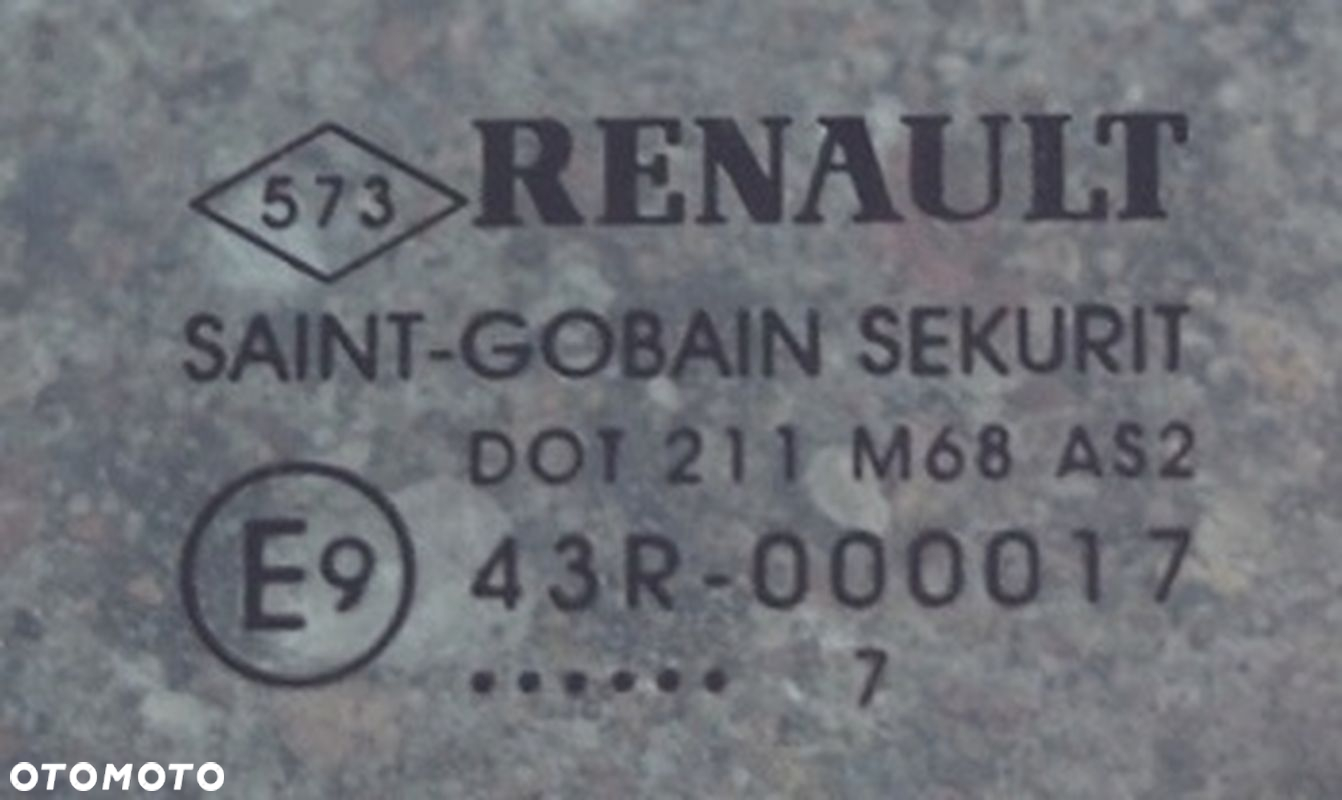 573 RENAULT
SAINT-GOBAIN SEKURIT
DOT 211 M68 AS2
E9 43R-000017
...... 7
OTOMOTO